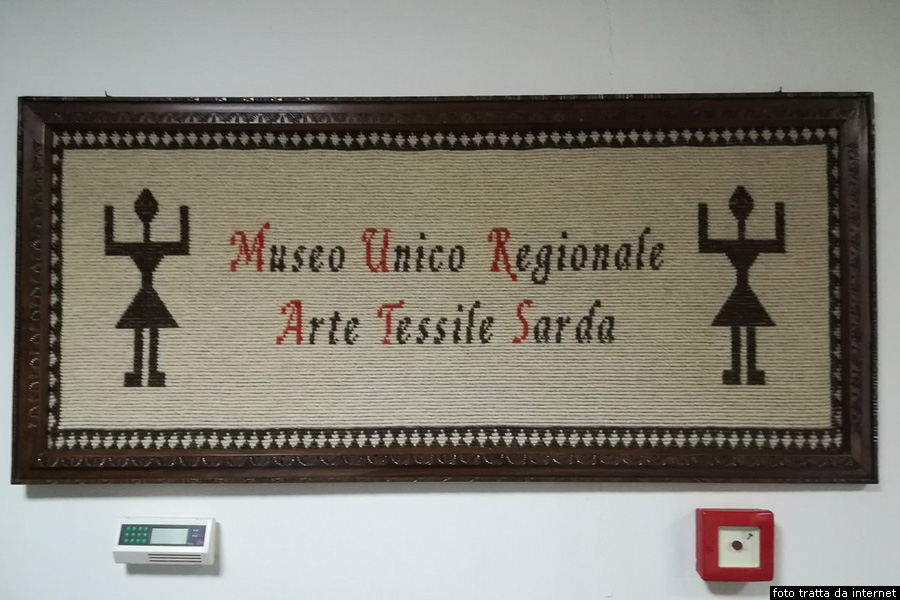 Museo Unico Regionale
Arte Tessile Sarda
foto tratta da internet